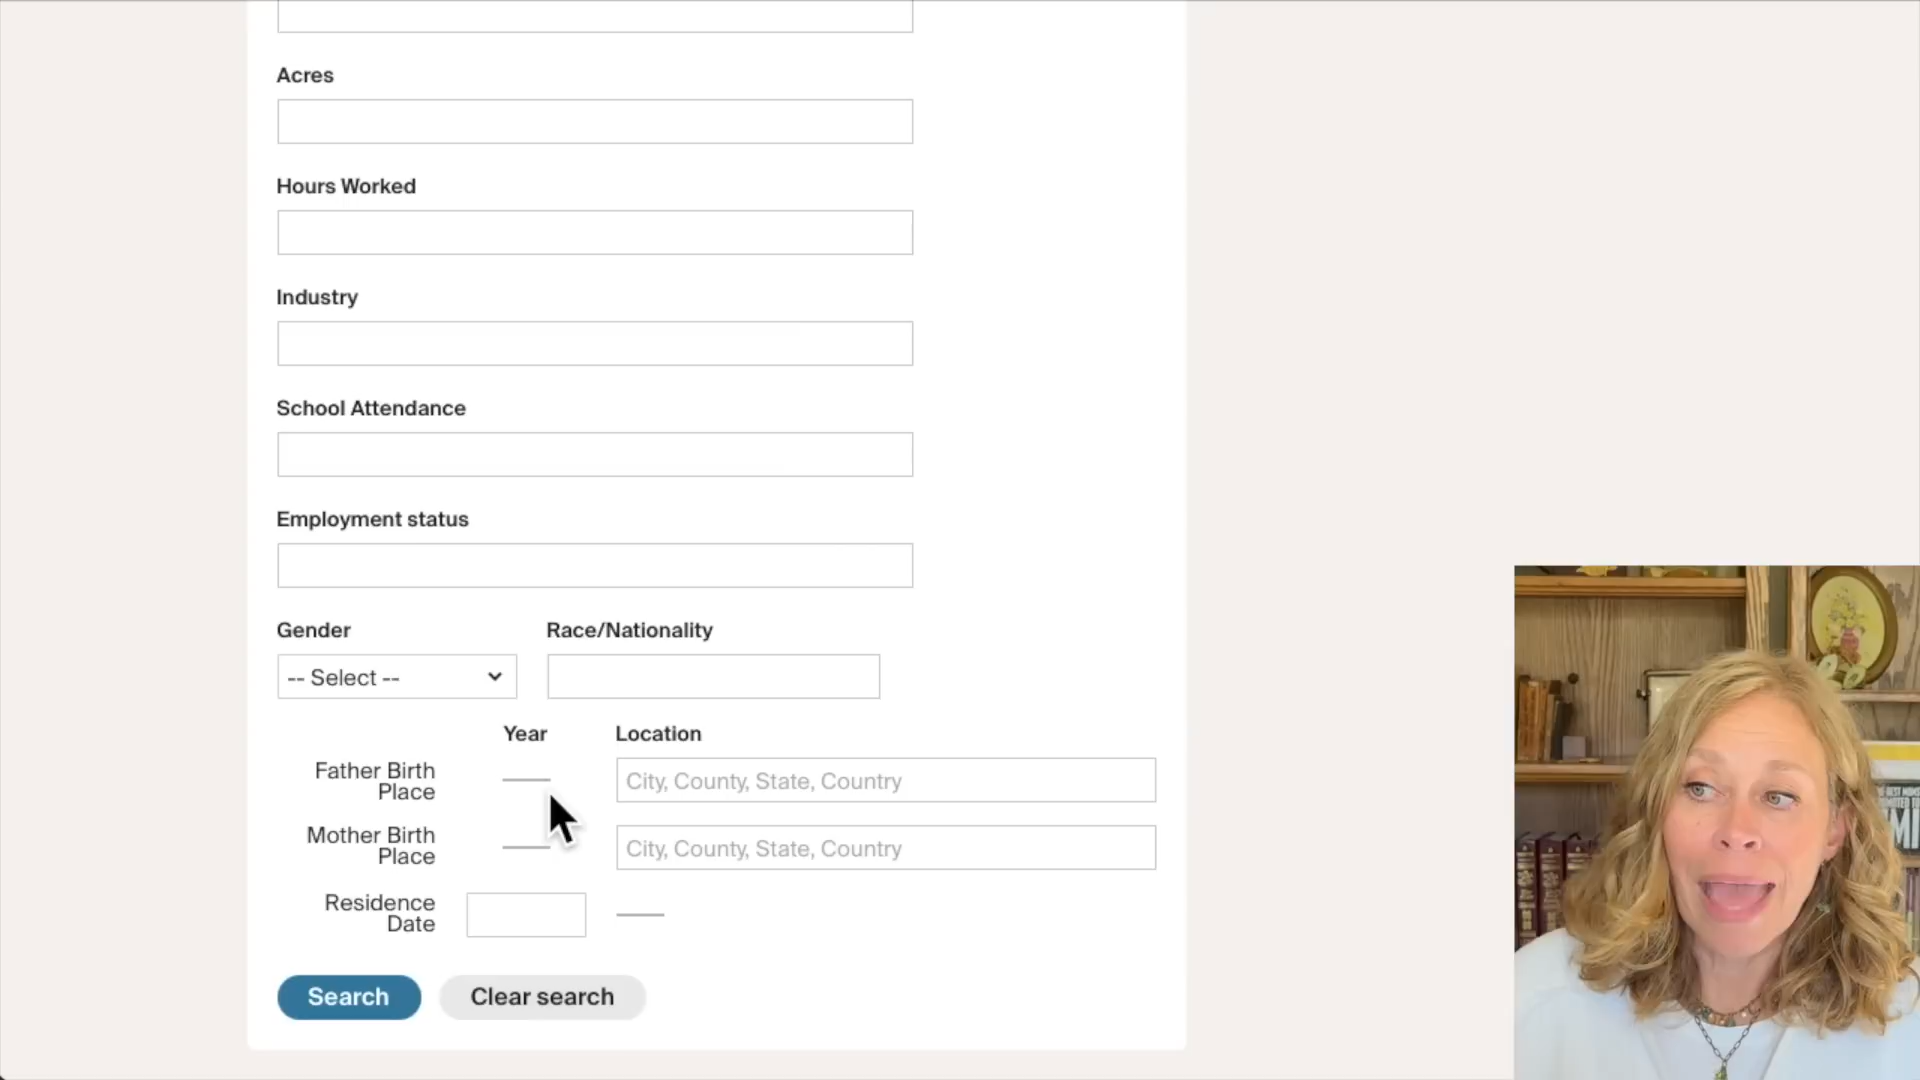 Acres
Hours Worked
Industry
School Attendance
Employment status
Gender
Race/Nationality
-- Select --
Year
Location
Father Birth
Place
City, County, State, Country
Mother Birth
Place
City, County, State, Country
Residence
Date
Search
Clear search